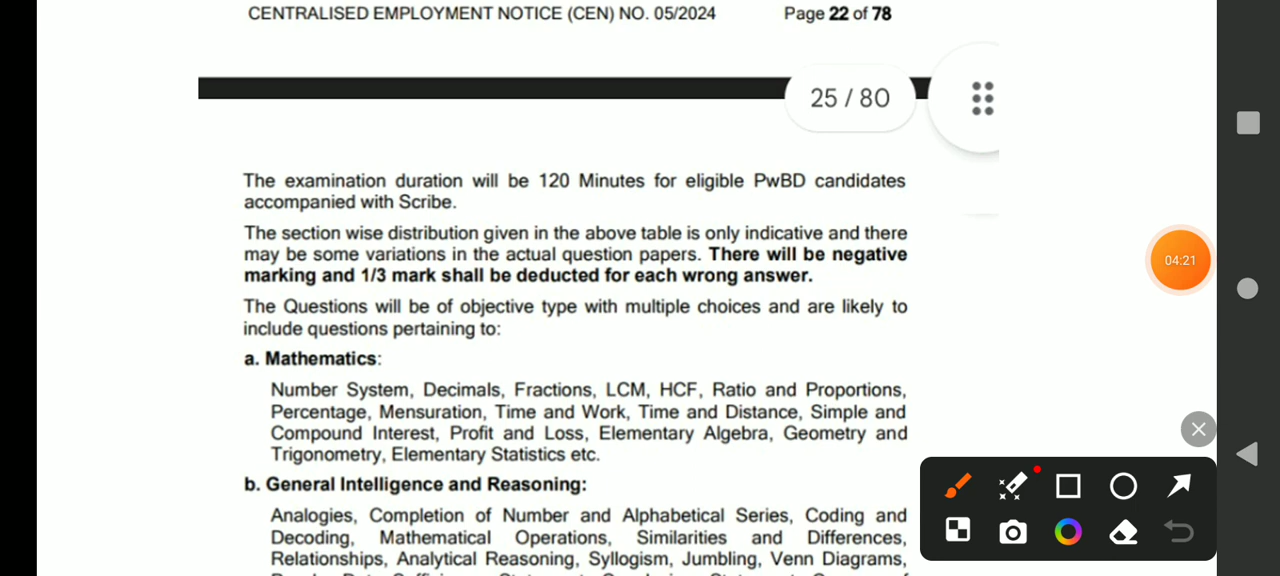 CENTRALISED EMPLOYMENT NOTICE (CEN) NO. 05/2024 Page 22 of 78
25 / 80
The examination duration will be 120 Minutes for eligible PwBD candidates
accompanied with Scribe.
The section wise distribution given in the above table is only indicative and there
may be some variations in the actual question papers. There will be negative
marking and 1/3 mark shall be deducted for each wrong answer.
04:21
The Questions will be of objective type with multiple choices and are likely to
include questions pertaining to:
a. Mathematics:
Number System, Decimals, Fractions, LCM, HCF, Ratio and Proportions,
Percentage, Mensuration, Time and Work, Time and Distance, Simple and
Compound Interest, Profit and Loss, Elementary Algebra, Geometry and
Trigonometry, Elementary Statistics etc.
b. General Intelligence and Reasoning:
Analogies, Completion of Number and Alphabetical Series, Coding and
Decoding, Mathematical Operations, Similarities and Differences,
Relationships, Analytical Reasoning, Syllogism, Jumbling, Venn Diagrams,